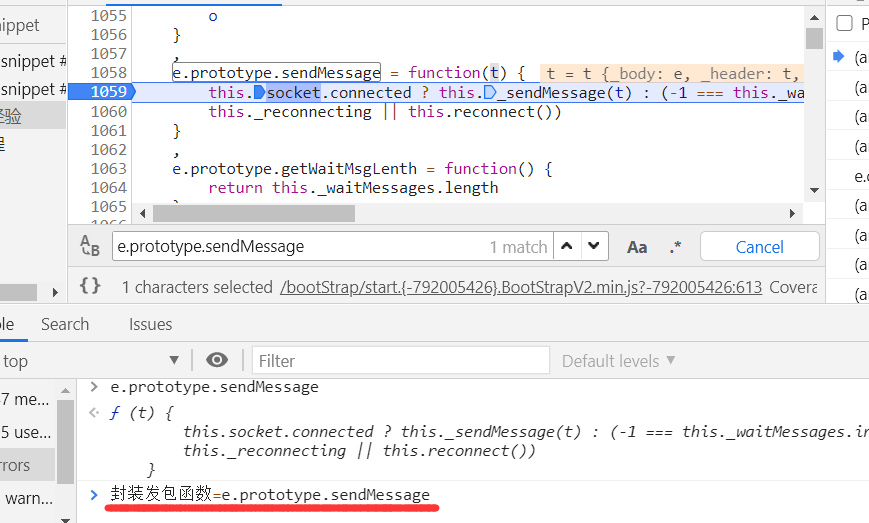 ippet
snippet #
snippet #
经验
程
1055 o
1056 }
1057 ,
1058 e.prototype.sendMessage = function(t) { t = t {_body: e, _header: t,
1059 this.socket.connected ? this._sendMessage(t) : (-1 === this._wa
1060 this._reconnecting || this.reconnect())
1061 }
1062 ,
1063 e.prototype.getWaitMsgLenth = function() {
1064 return this._waitMessages.length
1065
P
(a
(a
(a
(a
e.
(a
(a
(a
(a
e.prototype.sendMessage 1 match Aa .* Cancel
{} 1 characters selected /bootStrap/start.{-792005426}.BootStrapV2.min.js?-792005426:613 Covera
le Search Issues
top Filter Default levels
7 me...
5 use...
rrors
warn...
> e.prototype.sendMessage
ƒ (t) {
this.socket.connected ? this._sendMessage(t) : (-1 === this._waitMessages.in
this._reconnecting || this.reconnect())
}
> 封装发包函数=e.prototype.sendMessage